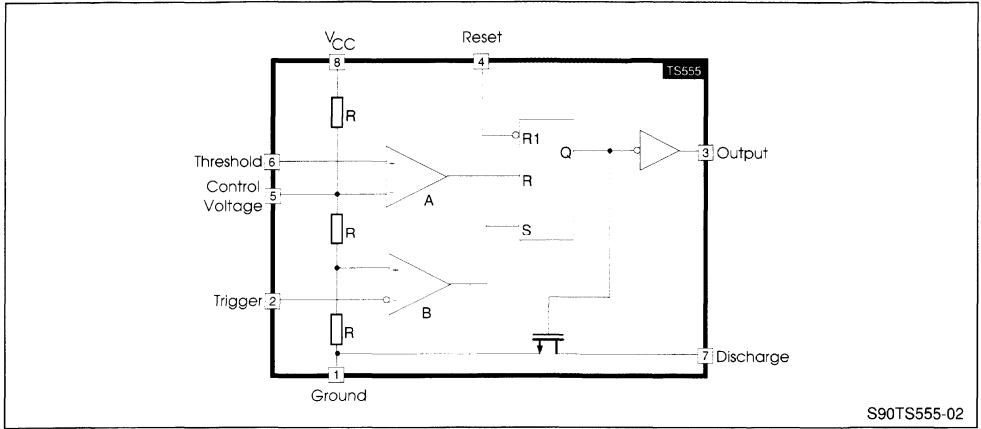 VCC
Reset
8
4
TS555
R
R1
Q
3 Output
Threshold 6
R
Control
Voltage 5
A
R
S
Trigger 2
B
R
7 Discharge
1
Ground
S90TS555-02